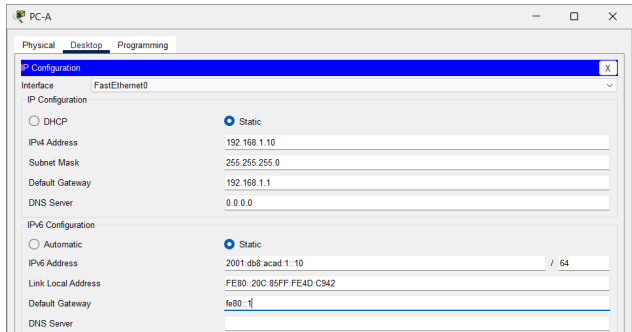 PC-A
Physical Desktop Programming
IP Configuration X
Interface FastEthernet0
IP Configuration
DHCP Static
IPv4 Address 192.168.1.10
Subnet Mask 255.255.255.0
Default Gateway 192.168.1.1
DNS Server 0.0.0.0
IPv6 Configuration
Automatic Static
IPv6 Address 2001:db8:acad:1::10 / 64
Link Local Address FE80::20C:85FF:FE4D:C942
Default Gateway fe80::1
DNS Server